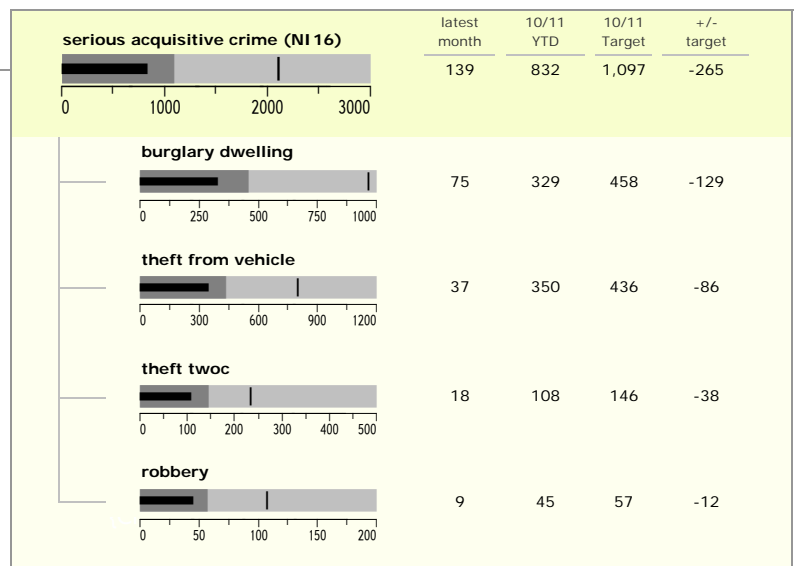 latest 10/11 10/11 +/-
month YTD Target target
serious acquisitive crime (NI 16)
139 832 1,097 -265
0 1000 2000 3000
burglary dwelling
75 329 458 -129
0 250 500 750 1000
theft from vehicle
37 350 436 -86
0 300 600 900 1200
theft twoc
18 108 146 -38
0 100 200 300 400 500
robbery
9 45 57 -12
0 50 100 150 200